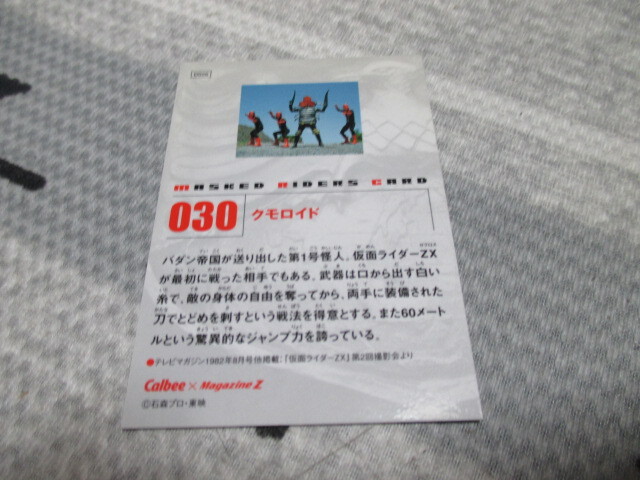 MASKED RIDERS CARD
030 クモロイド
バダン帝国が送り出した第1号怪人。仮面ライダーZX
が最初に戦った相手でもある。武器は口から出す白い
糸で、敵の身体の自由を奪ってから、両手に装備された
刀でとどめを刺すという戦法を得意とする。また60メート
ルという驚異的なジャンプ力を誇っている。
●テレビマガジン1982年8月号他掲載:「仮面ライダーZX」第2回撮影会より
Calbee × Magazine Z
©石森プロ・東映